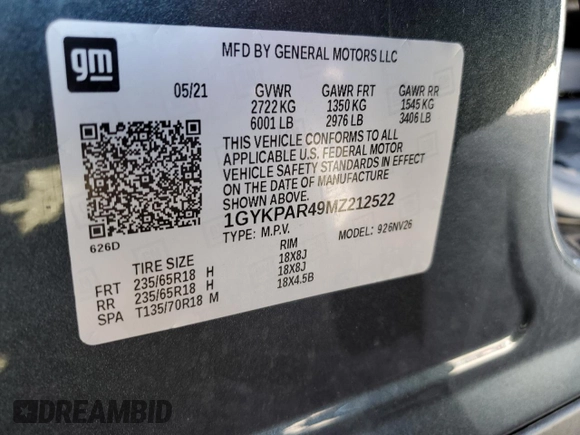 gm
MFD BY GENERAL MOTORS LLC
05/21 GVWR GAWR FRT GAWR RR
2722 KG 1350 KG 1545 KG
6001 LB 2976 LB 3406 LB
THIS VEHICLE CONFORMS TO ALL
APPLICABLE U.S. FEDERAL MOTOR
VEHICLE SAFETY STANDARDS IN EFFECT
ON THE DATE OF MANUFACTURE
SHOWN ABOVE.
1GYKPAR49MZ212522
626D TYPE: M.P.V. MODEL: 926NV26
TIRE SIZE RIM
FRT 235/65R18 H 18X8J
RR 235/65R18 H 18X8J
SPA T135/70R18 M 18X4.5B
DREAMBID